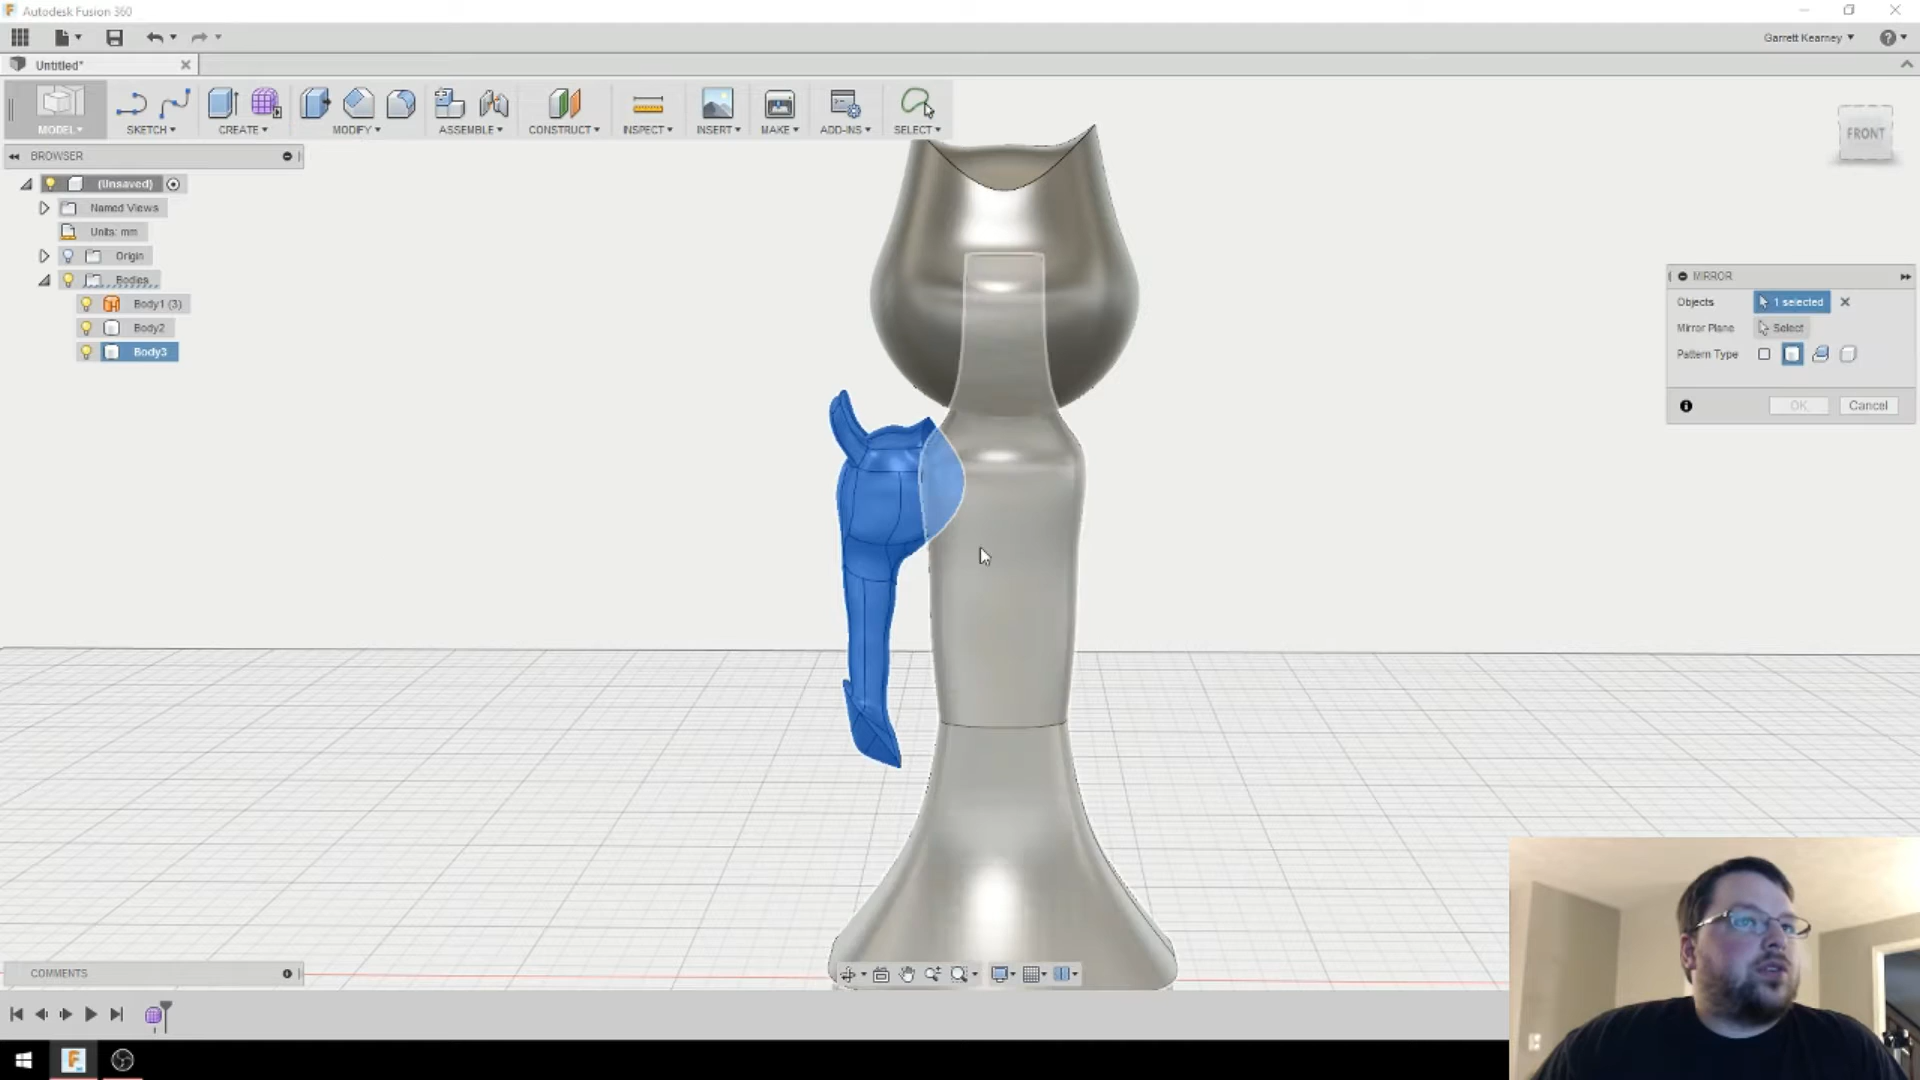 Autodesk Fusion 360
Garrett Kearney
Untitled*
MODEL
SKETCH
CREATE
MODIFY
ASSEMBLE
CONSTRUCT
INSPECT
INSERT
MAKE
ADD-INS
SELECT
FRONT
BROWSER
(Unsaved)
Named Views
Units: mm
Origin
Bodies
Body1 (3)
Body2
Body3
MIRROR
Objects
1 selected
Mirror Plane
Select
Pattern Type
OK
Cancel
COMMENTS